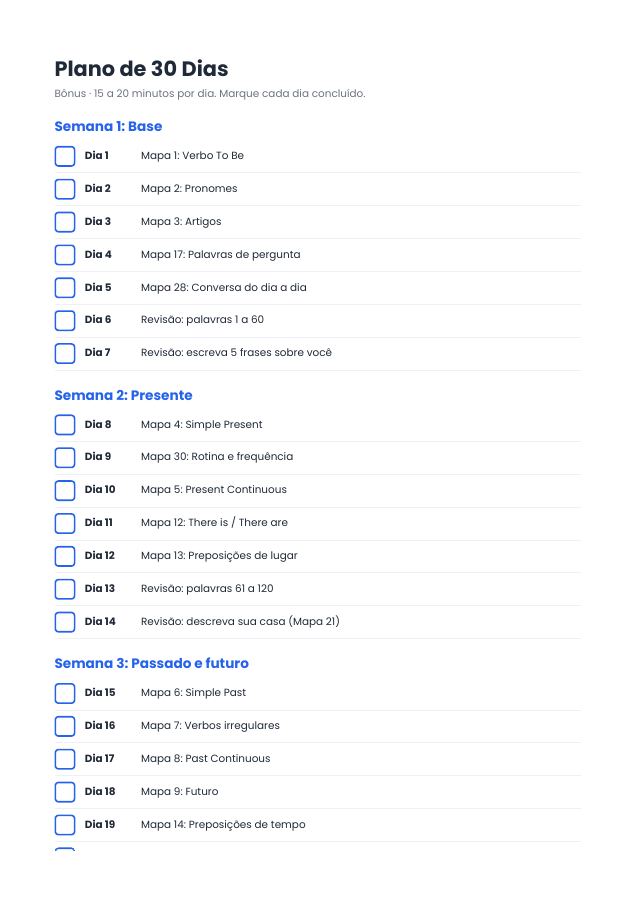 Plano de 30 Dias
Bônus · 15 a 20 minutos por dia. Marque cada dia concluído.
Semana 1: Base
Dia 1 Mapa 1: Verbo To Be
Dia 2 Mapa 2: Pronomes
Dia 3 Mapa 3: Artigos
Dia 4 Mapa 17: Palavras de pergunta
Dia 5 Mapa 28: Conversa do dia a dia
Dia 6 Revisão: palavras 1 a 60
Dia 7 Revisão: escreva 5 frases sobre você
Semana 2: Presente
Dia 8 Mapa 4: Simple Present
Dia 9 Mapa 30: Rotina e frequência
Dia 10 Mapa 5: Present Continuous
Dia 11 Mapa 12: There is / There are
Dia 12 Mapa 13: Preposições de lugar
Dia 13 Revisão: palavras 61 a 120
Dia 14 Revisão: descreva sua casa (Mapa 21)
Semana 3: Passado e futuro
Dia 15 Mapa 6: Simple Past
Dia 16 Mapa 7: Verbos irregulares
Dia 17 Mapa 8: Past Continuous
Dia 18 Mapa 9: Futuro
Dia 19 Mapa 14: Preposições de tempo